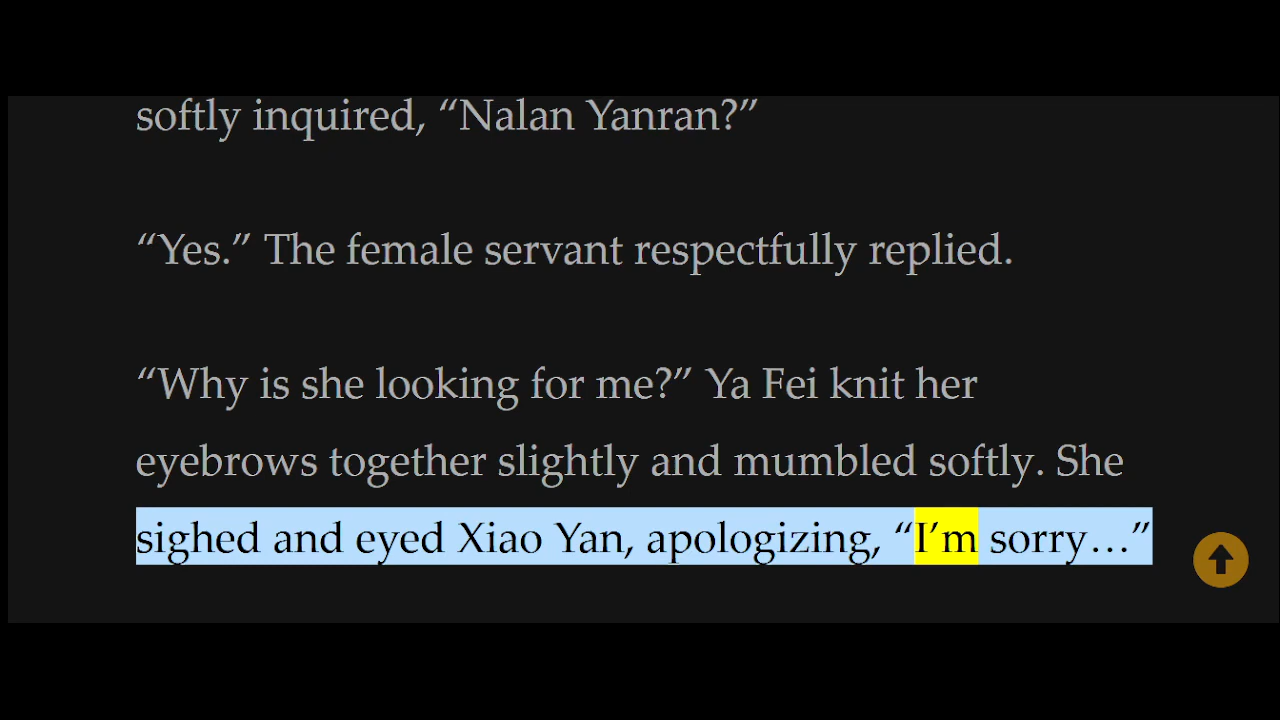 softly inquired, “Nalan Yanran?”
“Yes.” The female servant respectfully replied.
“Why is she looking for me?” Ya Fei knit her
eyebrows together slightly and mumbled softly. She
sighed and eyed Xiao Yan, apologizing, “I’m sorry…”